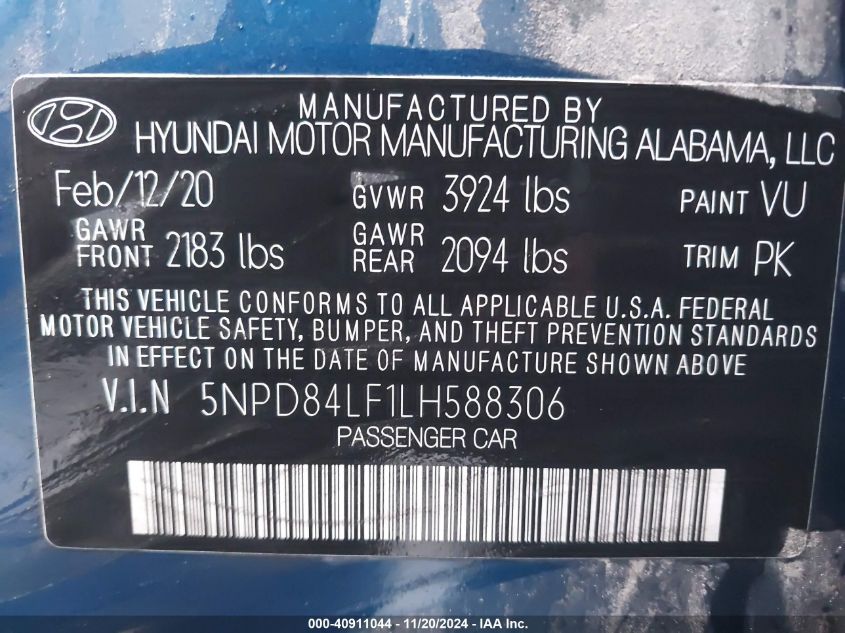 MANUFACTURED BY
HYUNDAI MOTOR MANUFACTURING ALABAMA, LLC
Feb/12/20 GVWR 3924 lbs PAINT VU
GAWR FRONT 2183 lbs GAWR REAR 2094 lbs TRIM PK
THIS VEHICLE CONFORMS TO ALL APPLICABLE U.S.A. FEDERAL
MOTOR VEHICLE SAFETY, BUMPER, AND THEFT PREVENTION STANDARDS
IN EFFECT ON THE DATE OF MANUFACTURE SHOWN ABOVE.
V.I.N 5NPD84LF1LH588306
PASSENGER CAR
000-40911044 - 11/20/2024 - IAA Inc.